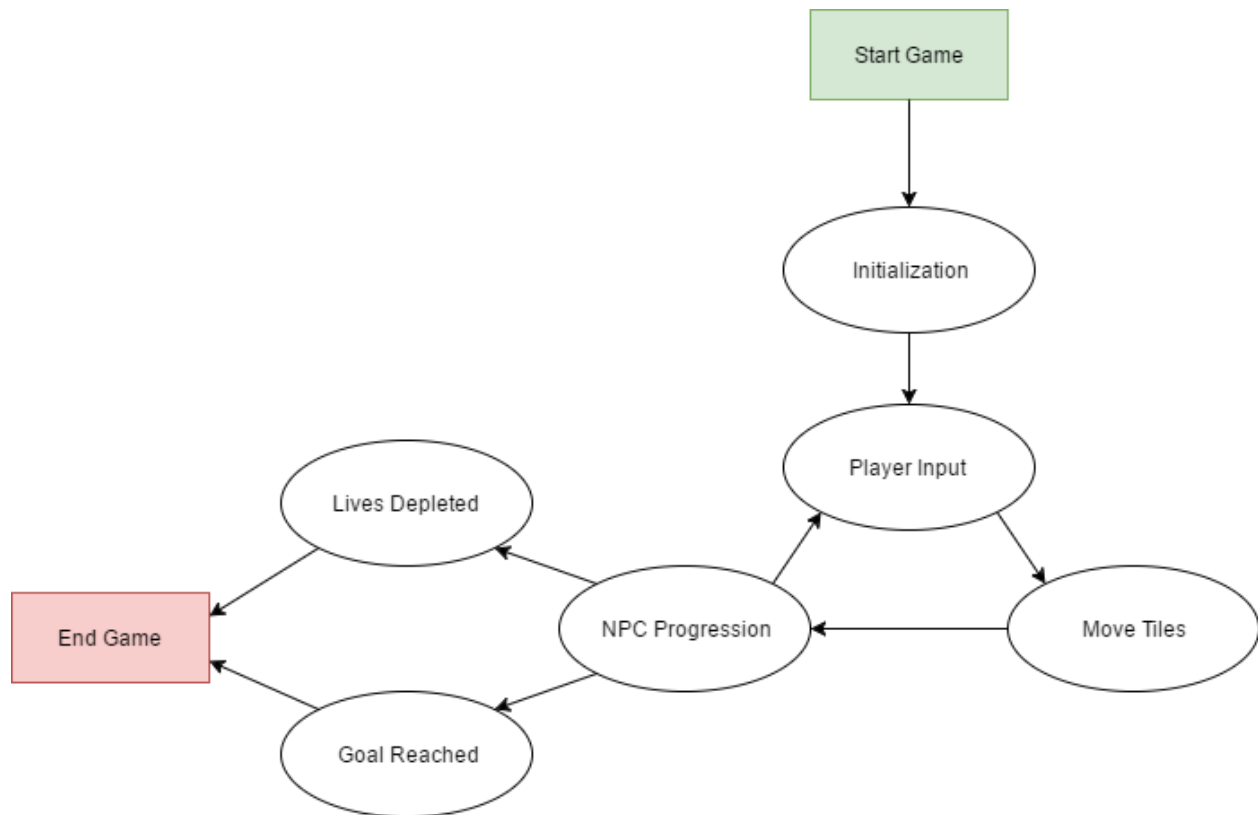 Start Game
Initialization
Player Input
Lives Depleted
End Game
NPC Progression
Move Tiles
Goal Reached